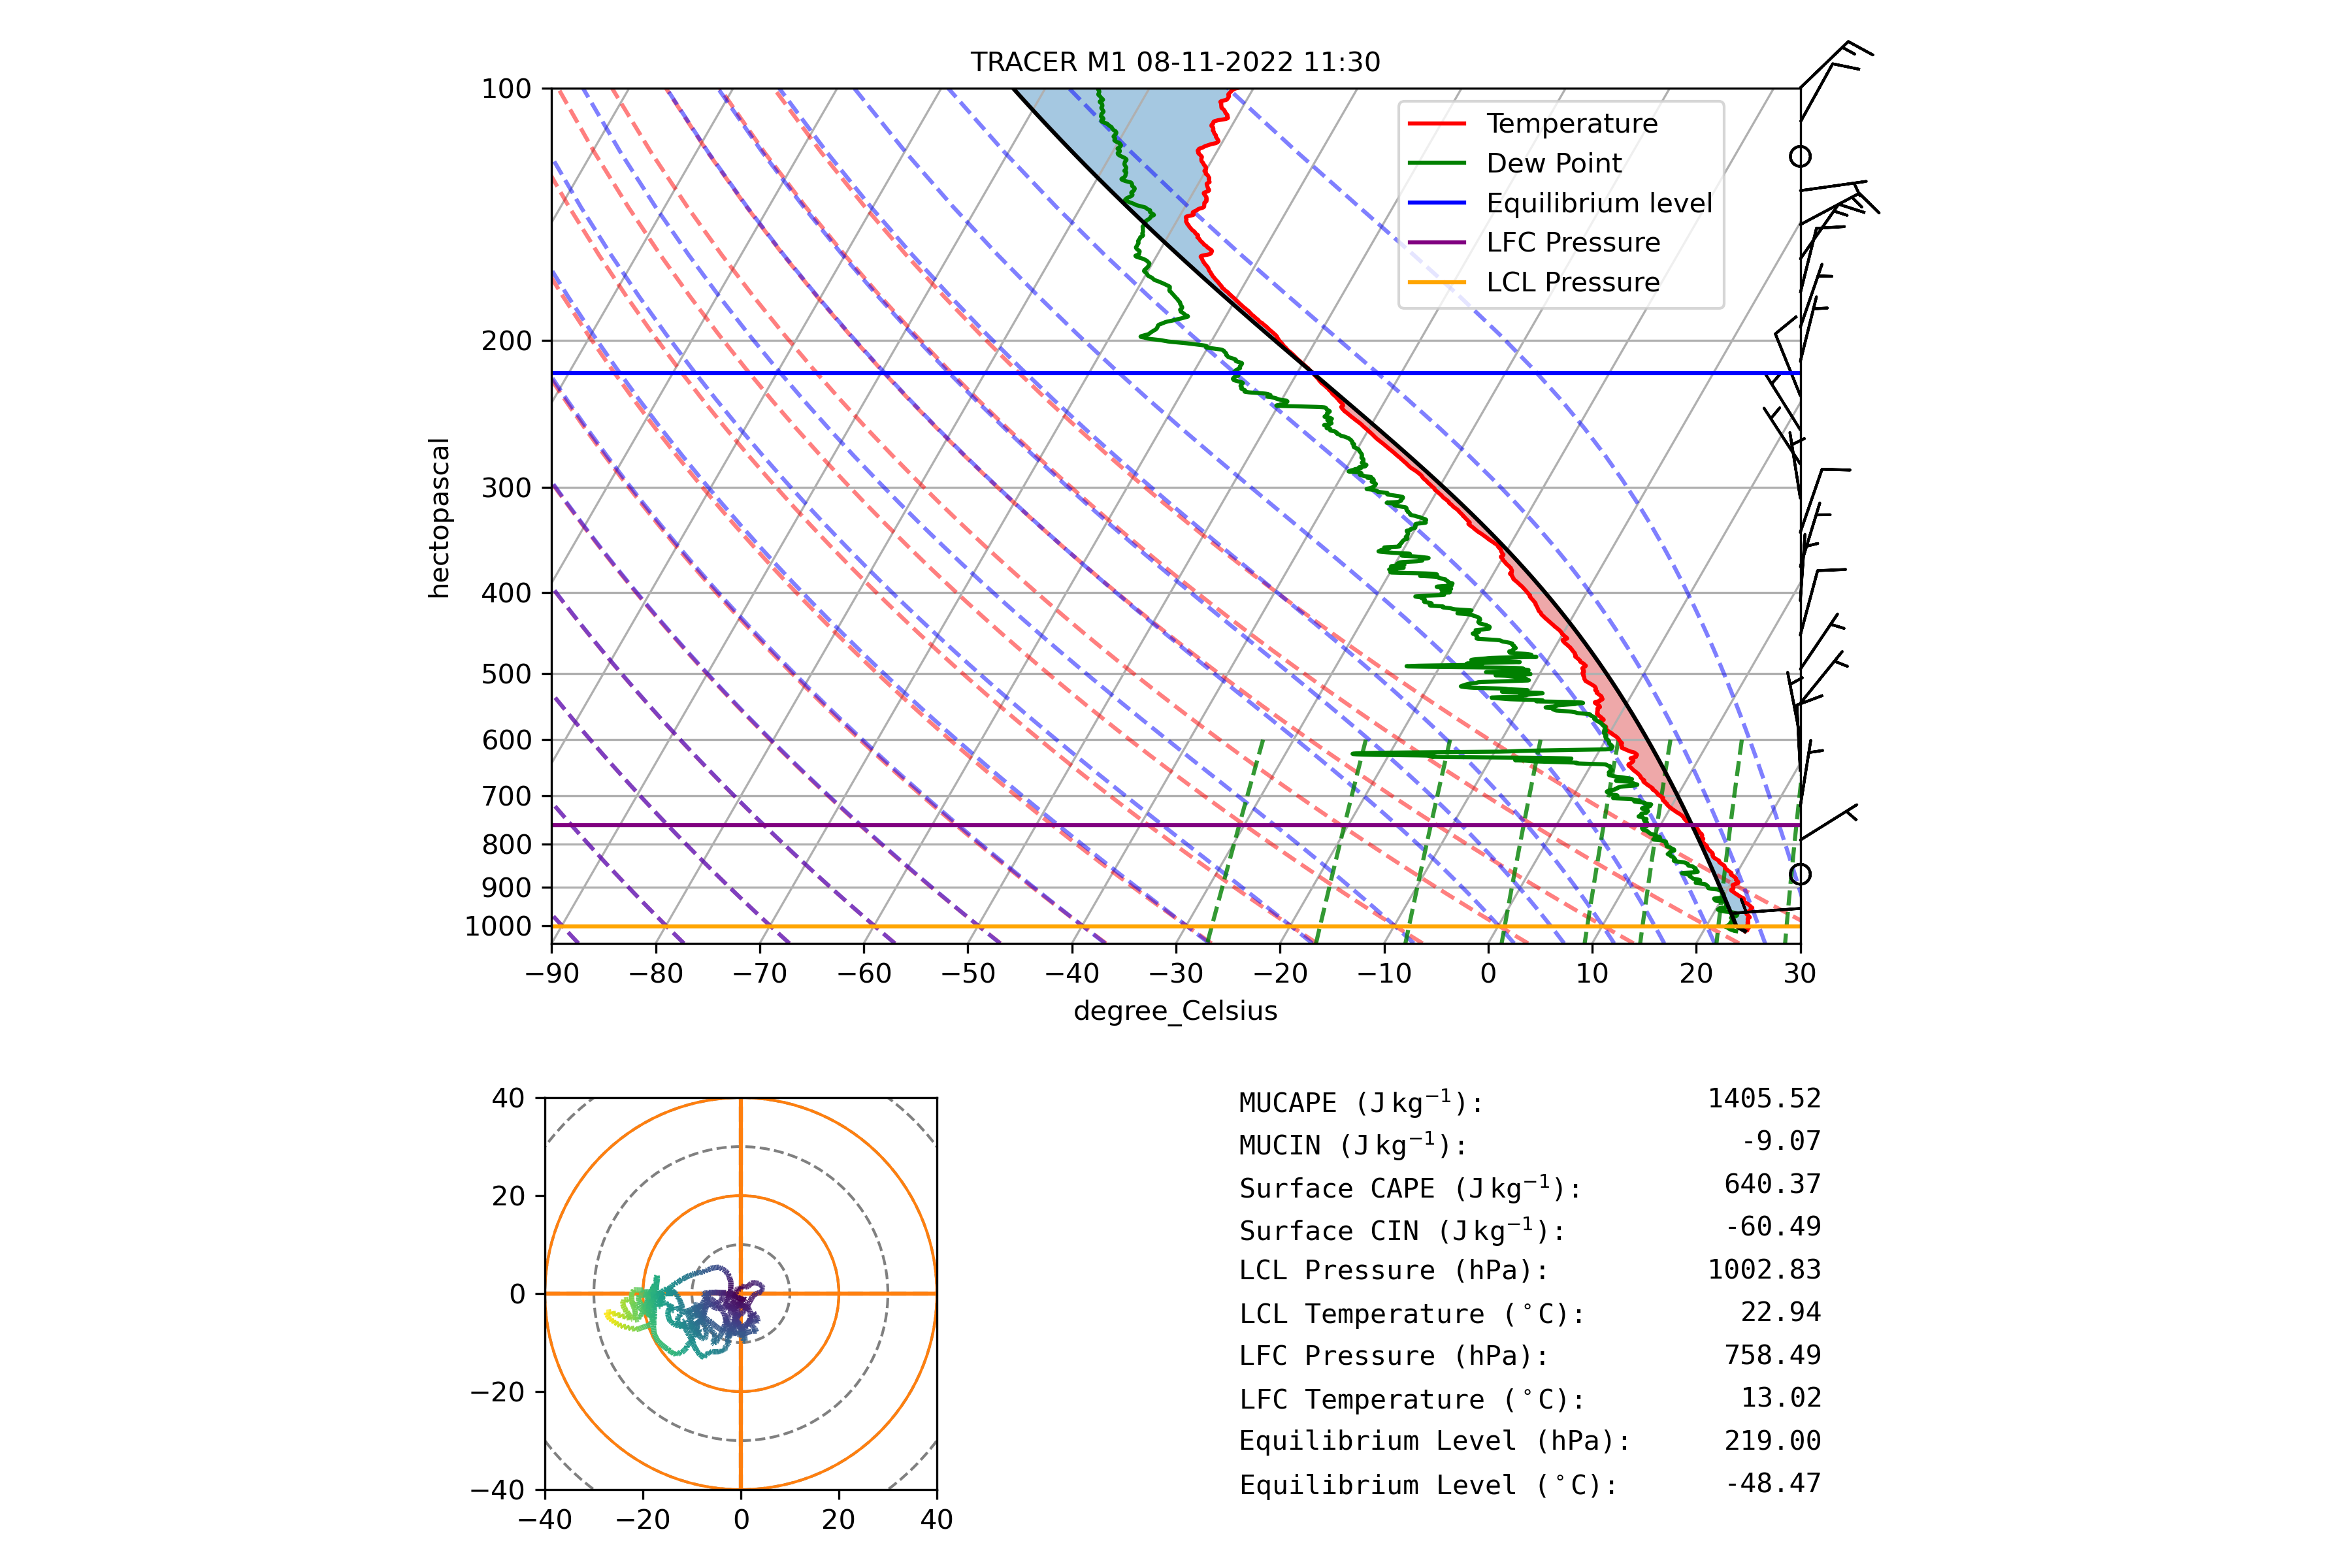 TRACER M1 08-11-2022 11:30
100
200
300
400
500
600
700
800
900
1000
hectopascal
Temperature
Dew Point
Equilibrium level
LFC Pressure
LCL Pressure
−90 −80 −70 −60 −50 −40 −30 −20 −10 0 10 20 30
degree_Celsius
40
20
0
−20
−40
−40 −20 0 20 40
MUCAPE (J kg⁻¹): 1405.52
MUCIN (J kg⁻¹): -9.07
Surface CAPE (J kg⁻¹): 640.37
Surface CIN (J kg⁻¹): -60.49
LCL Pressure (hPa): 1002.83
LCL Temperature (°C): 22.94
LFC Pressure (hPa): 758.49
LFC Temperature (°C): 13.02
Equilibrium Level (hPa): 219.00
Equilibrium Level (°C): -48.47